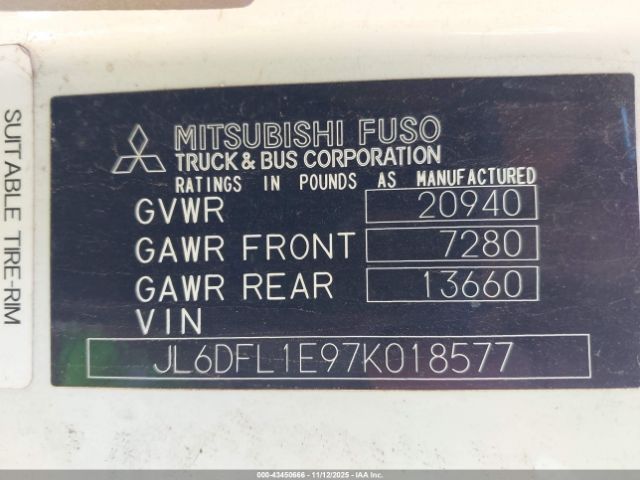 SUITABLE TIRE-RIM
MITSUBISHI FUSO
TRUCK & BUS CORPORATION
RATINGS IN POUNDS AS MANUFACTURED
GVWR 20940
GAWR FRONT 7280
GAWR REAR 13660
VIN
JL6DFL1E97K018577
000-43450666 - 11/12/2025 - IAAI, Inc.